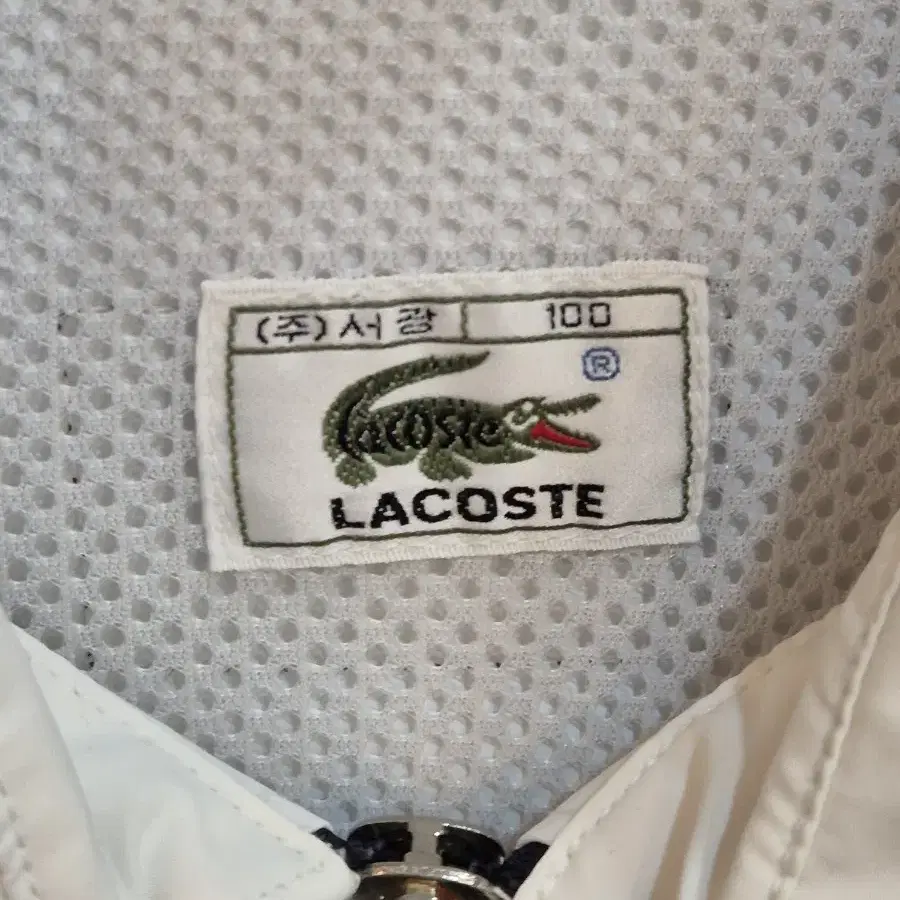 (주)서광 100
®
Lacoste
LACOSTE